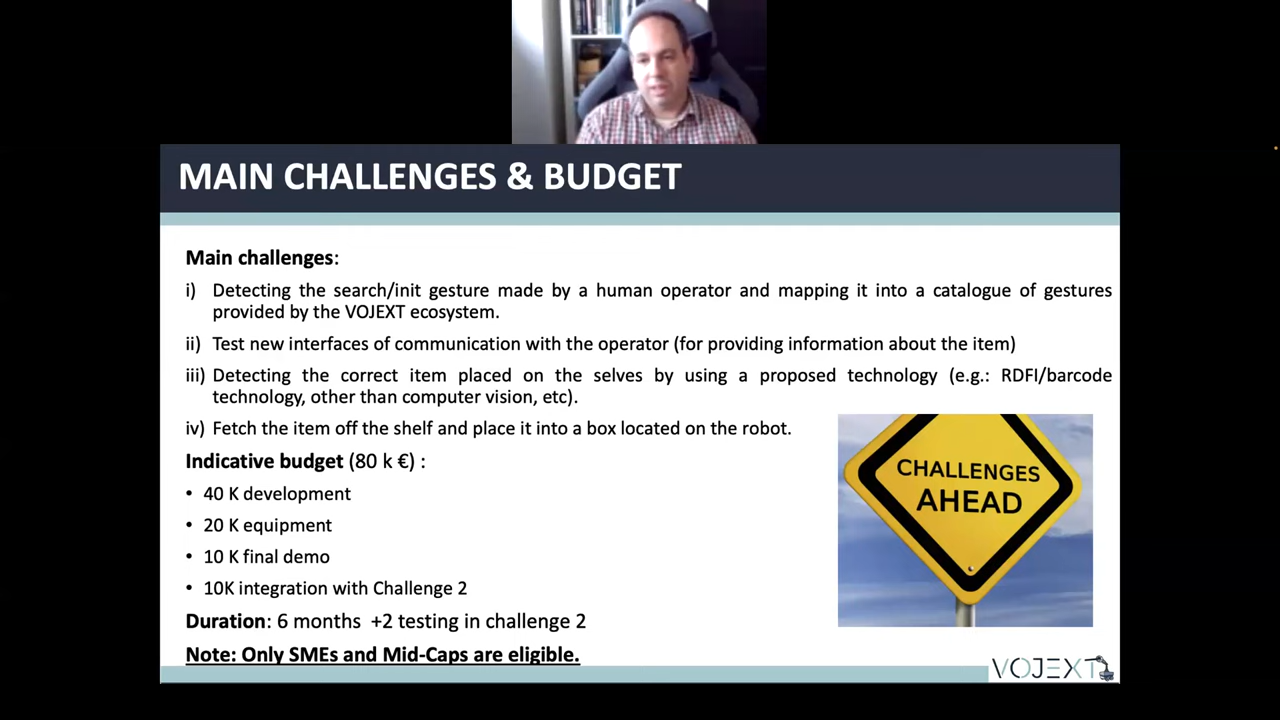 MAIN CHALLENGES & BUDGET
Main challenges:
i) Detecting the search/init gesture made by a human operator and mapping it into a catalogue of gestures
provided by the VOJEXT ecosystem.
ii) Test new interfaces of communication with the operator (for providing information about the item)
iii) Detecting the correct item placed on the selves by using a proposed technology (e.g.: RDFI/barcode
technology, other than computer vision, etc).
iv) Fetch the item off the shelf and place it into a box located on the robot.
Indicative budget (80 k €) :
• 40 K development
• 20 K equipment
• 10 K final demo
• 10K integration with Challenge 2
Duration: 6 months +2 testing in challenge 2
Note: Only SMEs and Mid-Caps are eligible.
CHALLENGES
AHEAD
VOJEXT